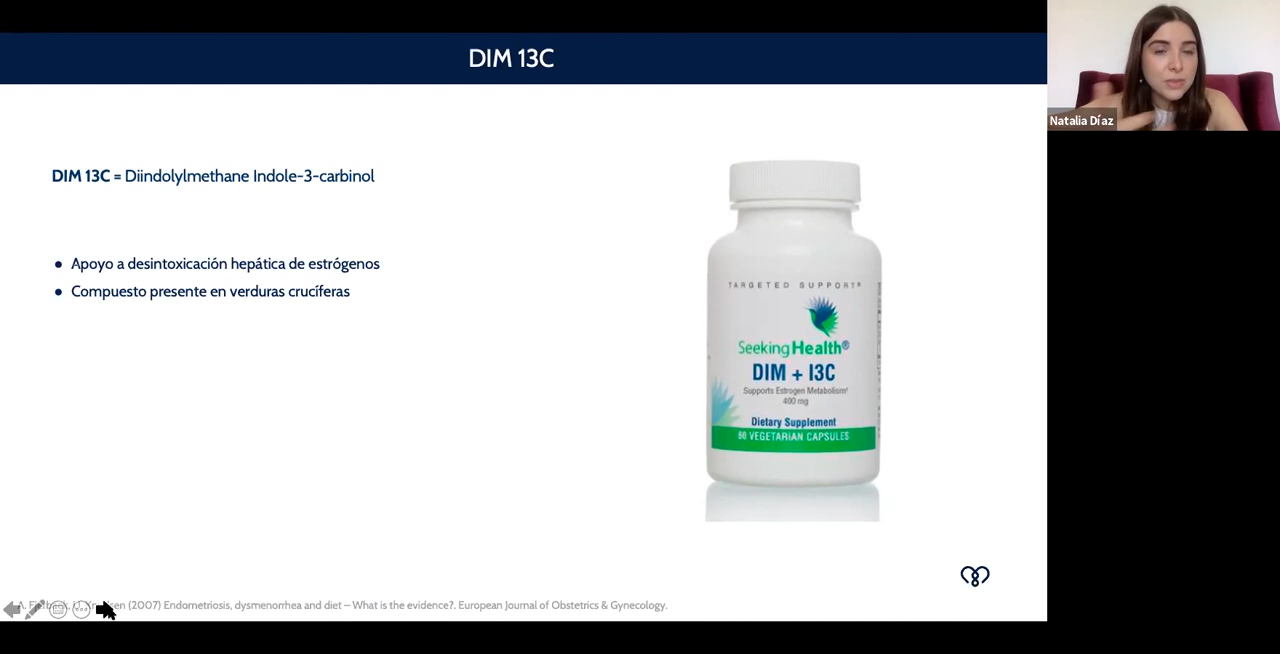 DIM 13C
Natalia Díaz
DIM 13C = Diindolylmethane Indole-3-carbinol
Apoyo a desintoxicación hepática de estrógenos
Compuesto presente en verduras crucíferas
TARGETED SUPPORT®
SeekingHealth®
DIM + I3C
Supports Estrogen Metabolism†
400 mg
Dietary Supplement
60 VEGETARIAN CAPSULES
(2007) Endometriosis, dysmenorrhea and diet – What is the evidence?. European Journal of Obstetrics & Gynecology.